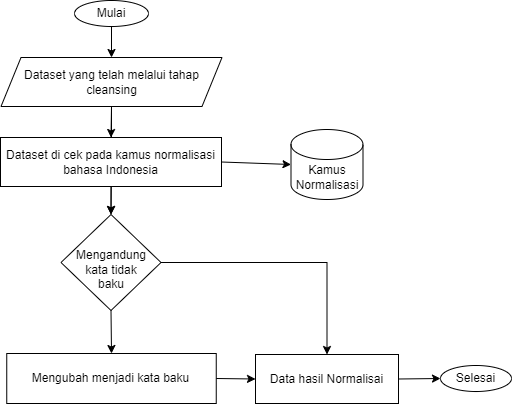 Mulai
Dataset yang telah melalui tahap
cleansing
Dataset di cek pada kamus normalisasi
bahasa Indonesia
Kamus
Normalisasi
Mengandung
kata tidak
baku
Mengubah menjadi kata baku
Data hasil Normalisai
Selesai